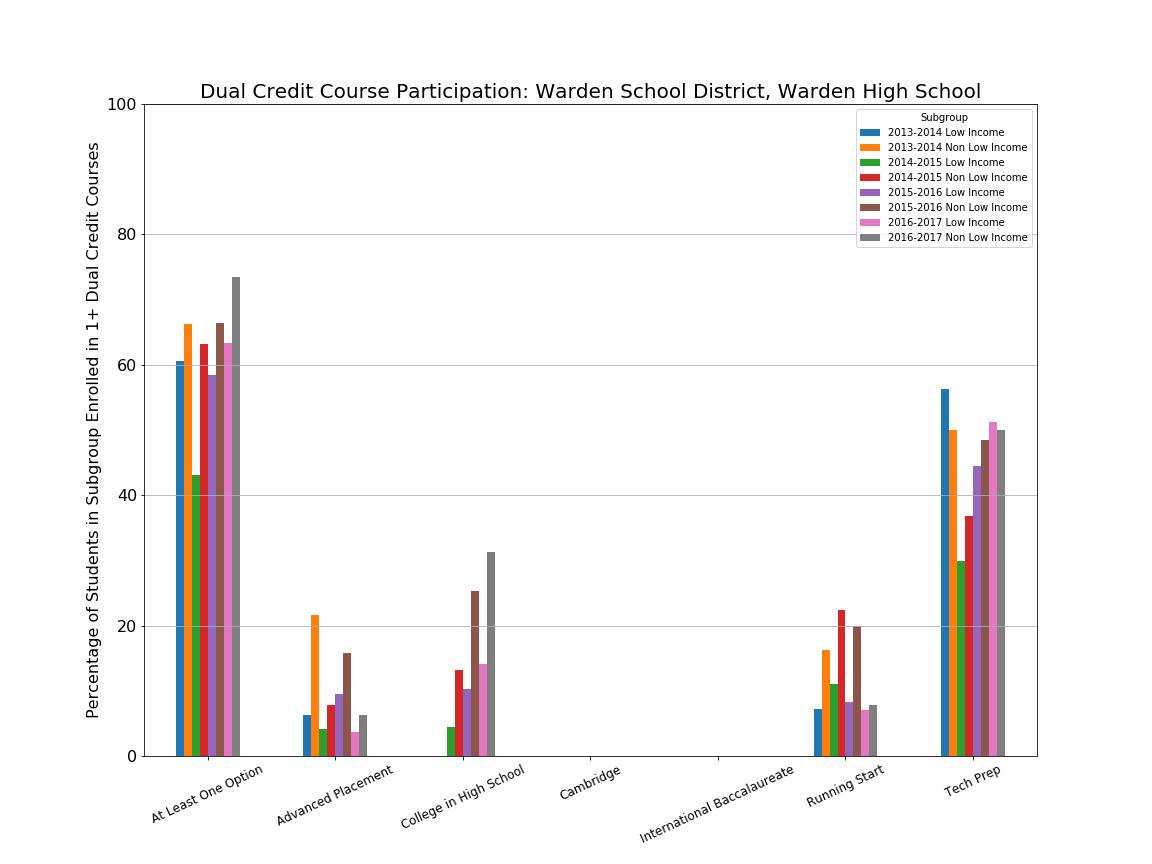 Dual Credit Course Participation: Warden School District, Warden High School
Percentage of Students in Subgroup Enrolled in 1+ Dual Credit Courses
100
80
60
40
20
0
Subgroup
2013-2014 Low Income
2013-2014 Non Low Income
2014-2015 Low Income
2014-2015 Non Low Income
2015-2016 Low Income
2015-2016 Non Low Income
2016-2017 Low Income
2016-2017 Non Low Income
At Least One Option
Advanced Placement
College in High School
Cambridge
International Baccalaureate
Running Start
Tech Prep